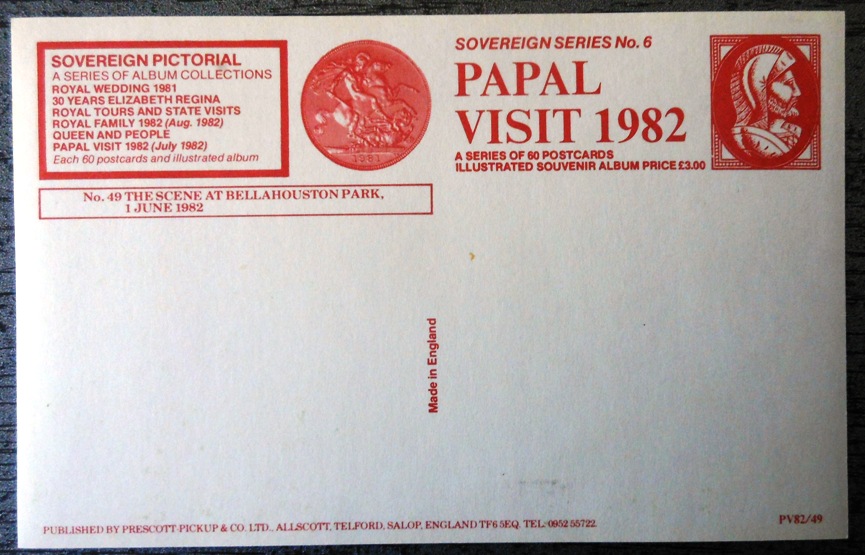 SOVEREIGN PICTORIAL
A SERIES OF ALBUM COLLECTIONS
ROYAL WEDDING 1981
30 YEARS ELIZABETH REGINA
ROYAL TOURS AND STATE VISITS
ROYAL FAMILY 1982 (Aug. 1982)
QUEEN AND PEOPLE
PAPAL VISIT 1982 (July 1982)
Each 60 postcards and illustrated album
1981
SOVEREIGN SERIES No. 6
PAPAL
VISIT 1982
A SERIES OF 60 POSTCARDS
ILLUSTRATED SOUVENIR ALBUM PRICE £3.00
No. 49 THE SCENE AT BELLAHOUSTON PARK,
1 JUNE 1982
Made in England
PUBLISHED BY PRESCOTT-PICKUP & CO. LTD., ALLSCOTT, TELFORD, SALOP, ENGLAND TF6 5EQ. TEL: 0952 55722.
PV82/49